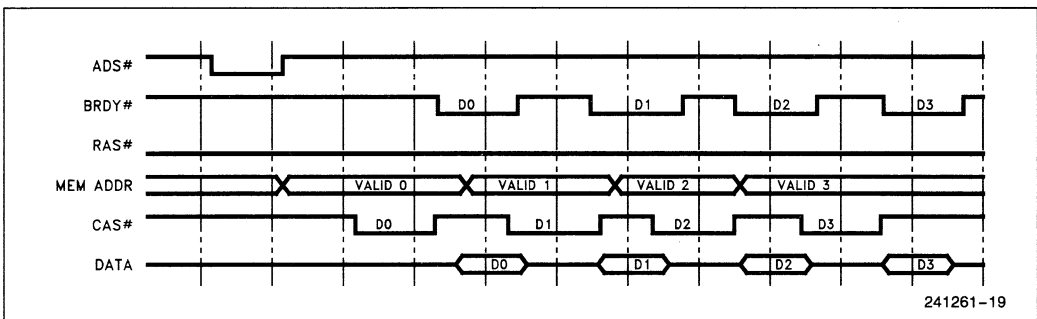 ADS#
BRDY# D0 D1 D2 D3
RAS#
MEM ADDR VALID 0 VALID 1 VALID 2 VALID 3
CAS# D0 D1 D2 D3
DATA D0 D1 D2 D3
241261-19